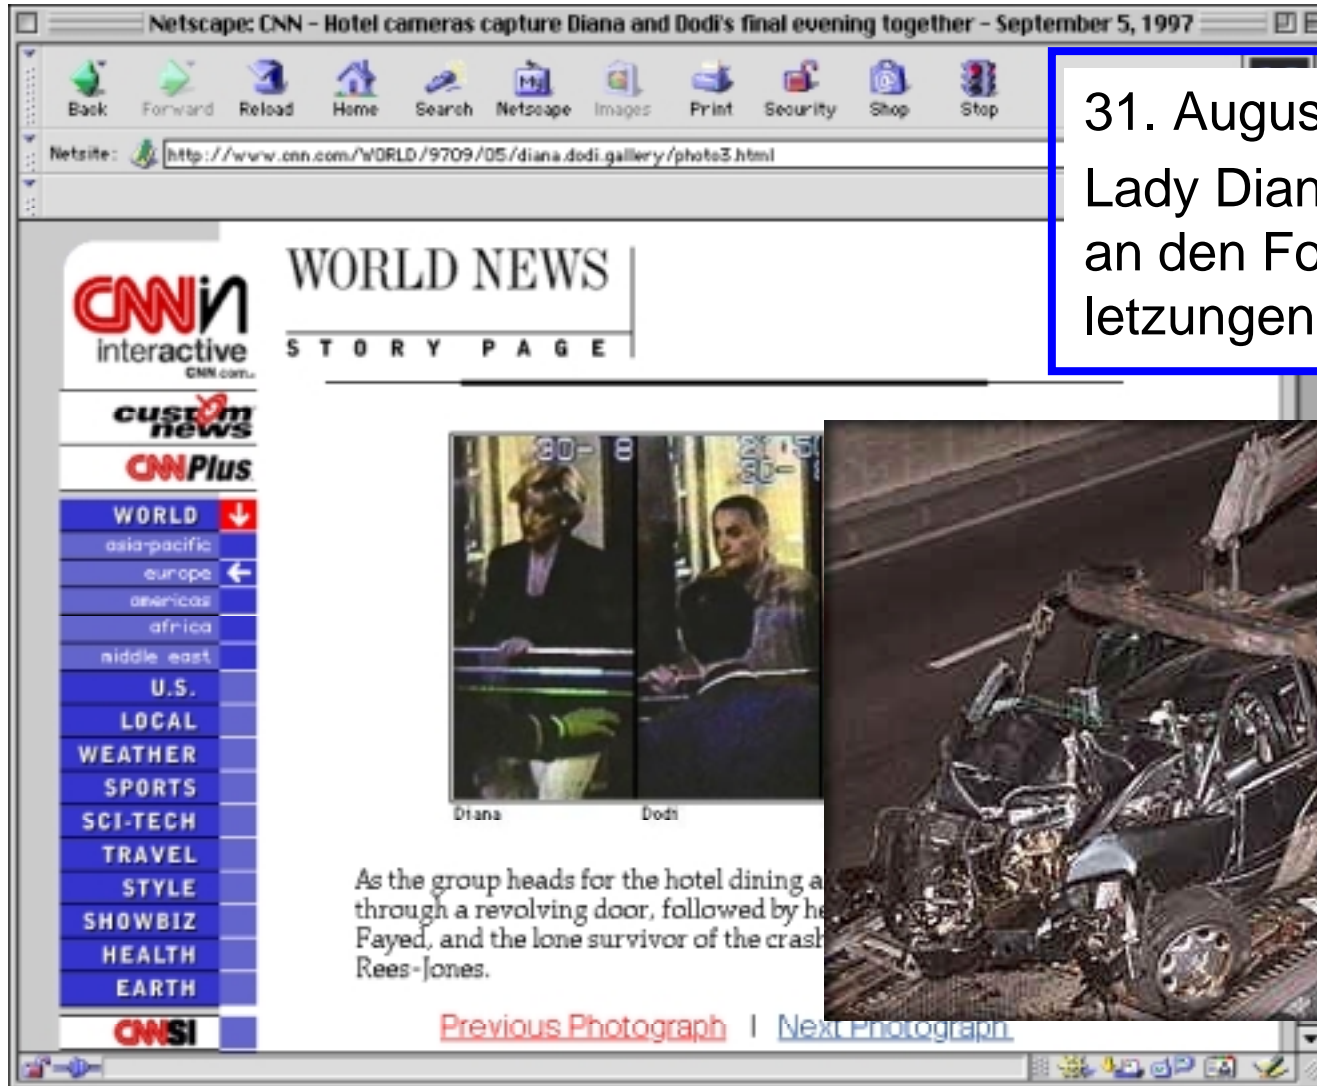 Netscape: CNN - Hotel cameras capture Diana and Dodi's final evening together - September 5, 1997
Back Forward Reload Home Search Netscape Images Print Security Shop Stop
My
Netsite: http://www.cnn.com/WORLD/9709/05/diana.dodi.gallery/photo3.html
31. Augus
Lady Dian
an den Fo
letzungen
CNNin
interactive
CNN.com
WORLD NEWS
STORY PAGE
custom
news
CNNPlus
WORLD
asia-pacific
europe
americas
africa
middle east
U.S.
LOCAL
WEATHER
SPORTS
SCI-TECH
TRAVEL
STYLE
SHOWBIZ
HEALTH
EARTH
CNNSI
30- 8
30-
Diana Dodi
As the group heads for the hotel dining a
through a revolving door, followed by he
Fayed, and the lone survivor of the crash
Rees-Jones.
Previous Photograph | Next Photograph